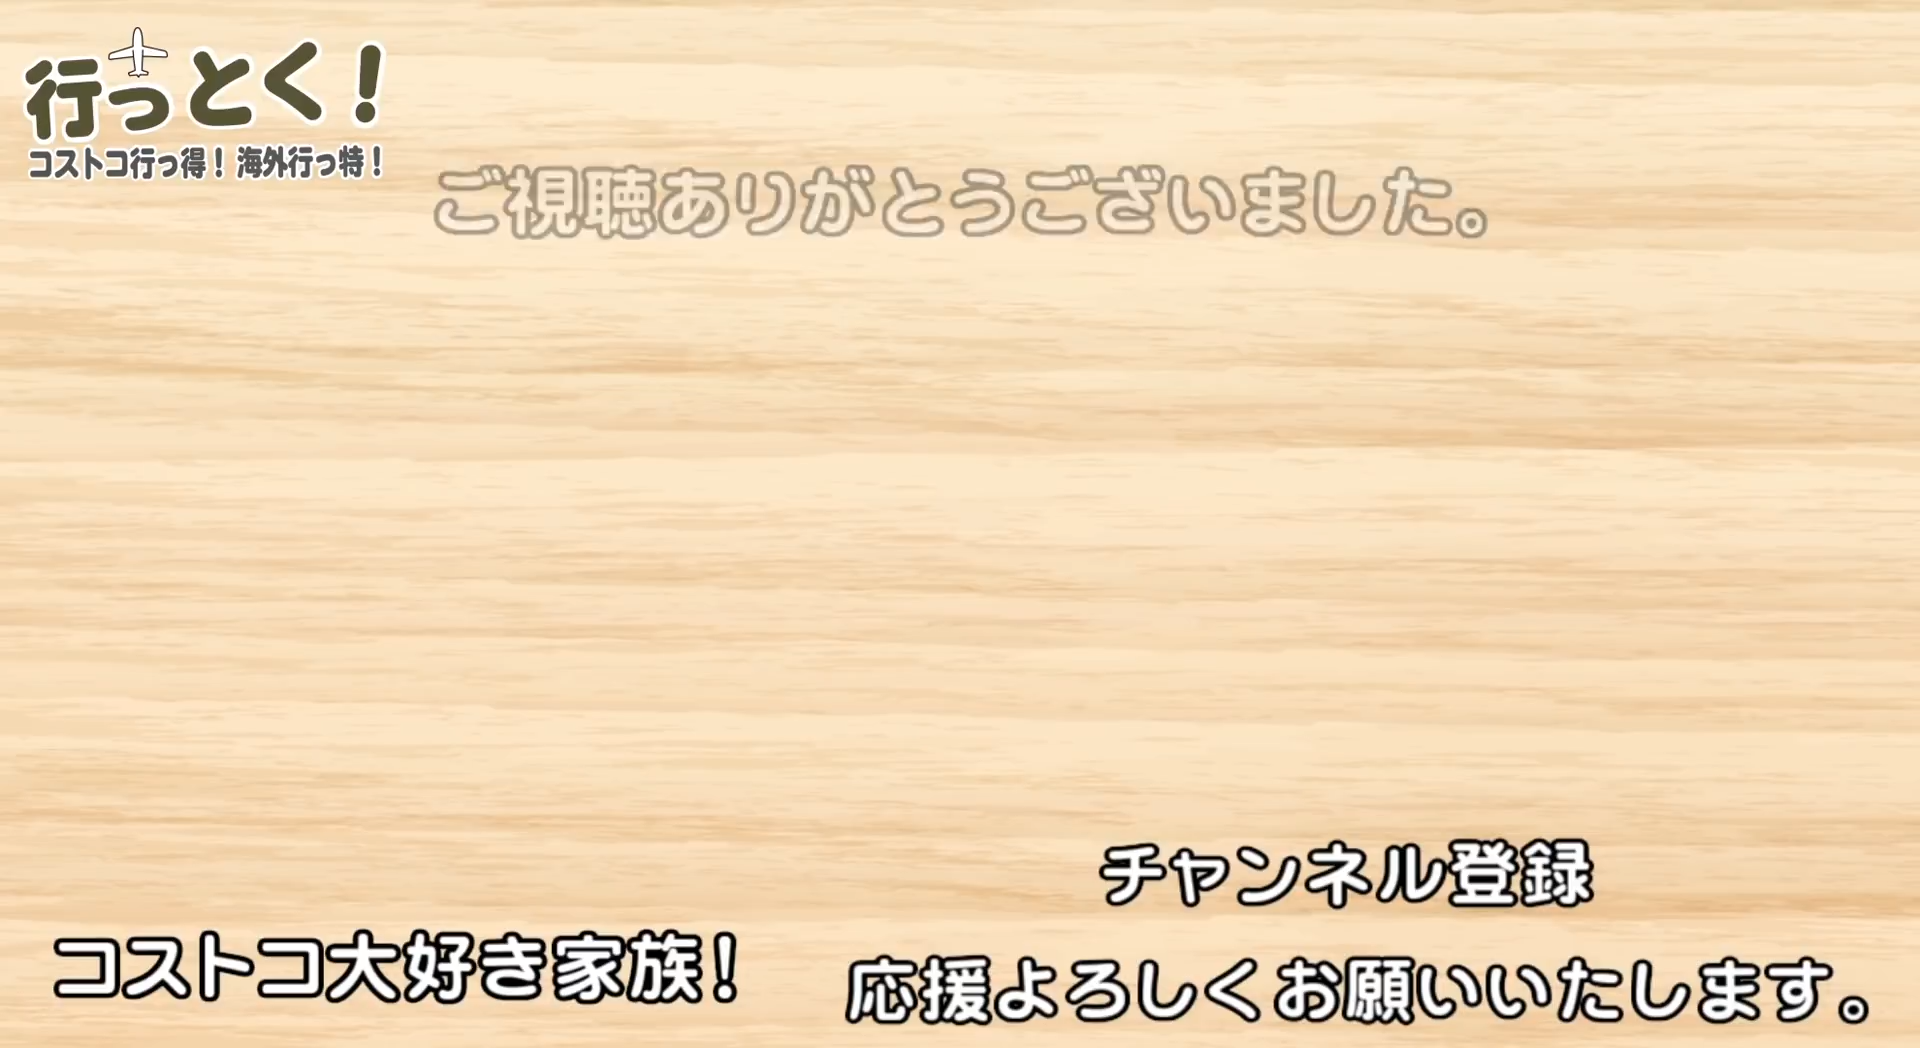 行っとく！
コストコ行っ得！海外行っ特！
ご視聴ありがとうございました。
チャンネル登録
コストコ大好き家族！
応援よろしくお願いいたします。